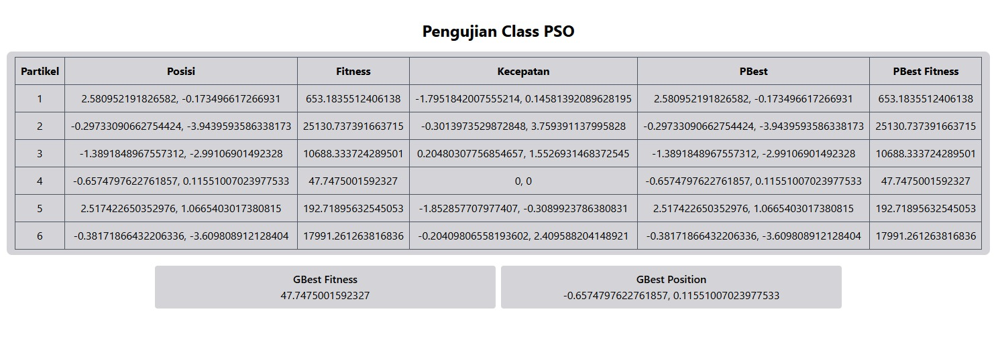 Pengujian Class PSO
Partikel Posisi Fitness Kecepatan PBest PBest Fitness
1 2.580952191826582, -0.173496617266931 653.1835512406138 -1.7951842007555214, 0.14581392089628195 2.580952191826582, -0.173496617266931 653.1835512406138
2 -0.29733090662754424, -3.9439593586338173 25130.737391663715 -0.3013973529872848, 3.759391137995828 -0.29733090662754424, -3.9439593586338173 25130.737391663715
3 -1.3891848967557312, -2.99106901492328 10688.333724289501 0.20480307756854657, 1.5526931468372545 -1.3891848967557312, -2.99106901492328 10688.333724289501
4 -0.6574797622761857, 0.11551007023977533 47.7475001592327 0, 0 -0.6574797622761857, 0.11551007023977533 47.7475001592327
5 2.517422650352976, 1.0665403017380815 192.71895632545053 -1.852857707977407, -0.3089923786380831 2.517422650352976, 1.0665403017380815 192.71895632545053
6 -0.38171866432206336, -3.609808912128404 17991.261263816836 -0.20409806558193602, 2.409588204148921 -0.38171866432206336, -3.609808912128404 17991.261263816836
GBest Fitness GBest Position
47.7475001592327 -0.6574797622761857, 0.11551007023977533